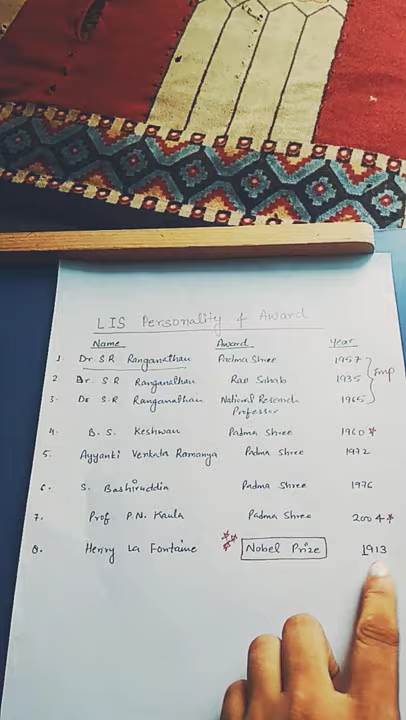 LIS Personality & Award
Name Award Year
1. Dr. S.R Ranganathan Padma Shree 1957
2. Dr. S.R Ranganathan Rao Sahab 1935 Imp
3. Dr S.R Ranganathan National Research 1965
Professor
4. B.S. Keshwan Padma Shree 1960*
5. Ayyanki Venkata Ramanya Padma Shree 1972
6. S. Bashiruddin Padma Shree 1976
7. Prof P.N. Kaula Padma Shree 2004*
8. Henry La Fontaine Nobel Prize 1913